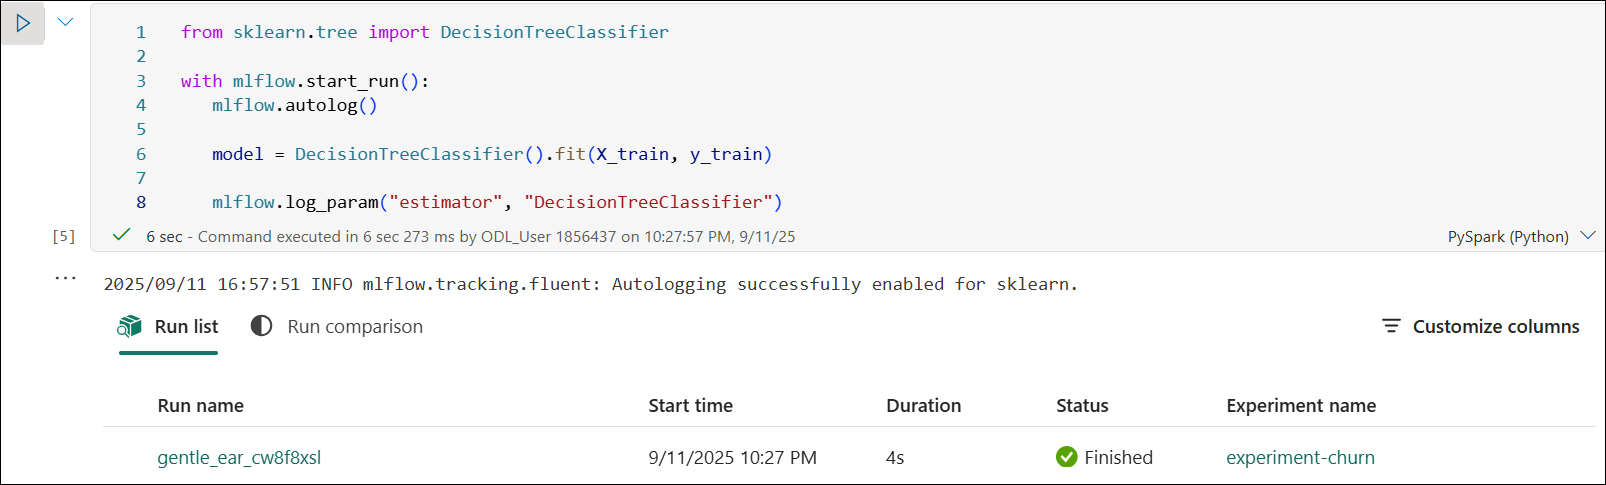 1 from sklearn.tree import DecisionTreeClassifier
2
3 with mlflow.start_run():
4 mlflow.autolog()
5
6 model = DecisionTreeClassifier().fit(X_train, y_train)
7
8 mlflow.log_param("estimator", "DecisionTreeClassifier")
[5] 6 sec - Command executed in 6 sec 273 ms by ODL_User 1856437 on 10:27:57 PM, 9/11/25 PySpark (Python)
2025/09/11 16:57:51 INFO mlflow.tracking.fluent: Autologging successfully enabled for sklearn.
Run list Run comparison Customize columns
Run name Start time Duration Status Experiment name
gentle_ear_cw8f8xsl 9/11/2025 10:27 PM 4s Finished experiment-churn